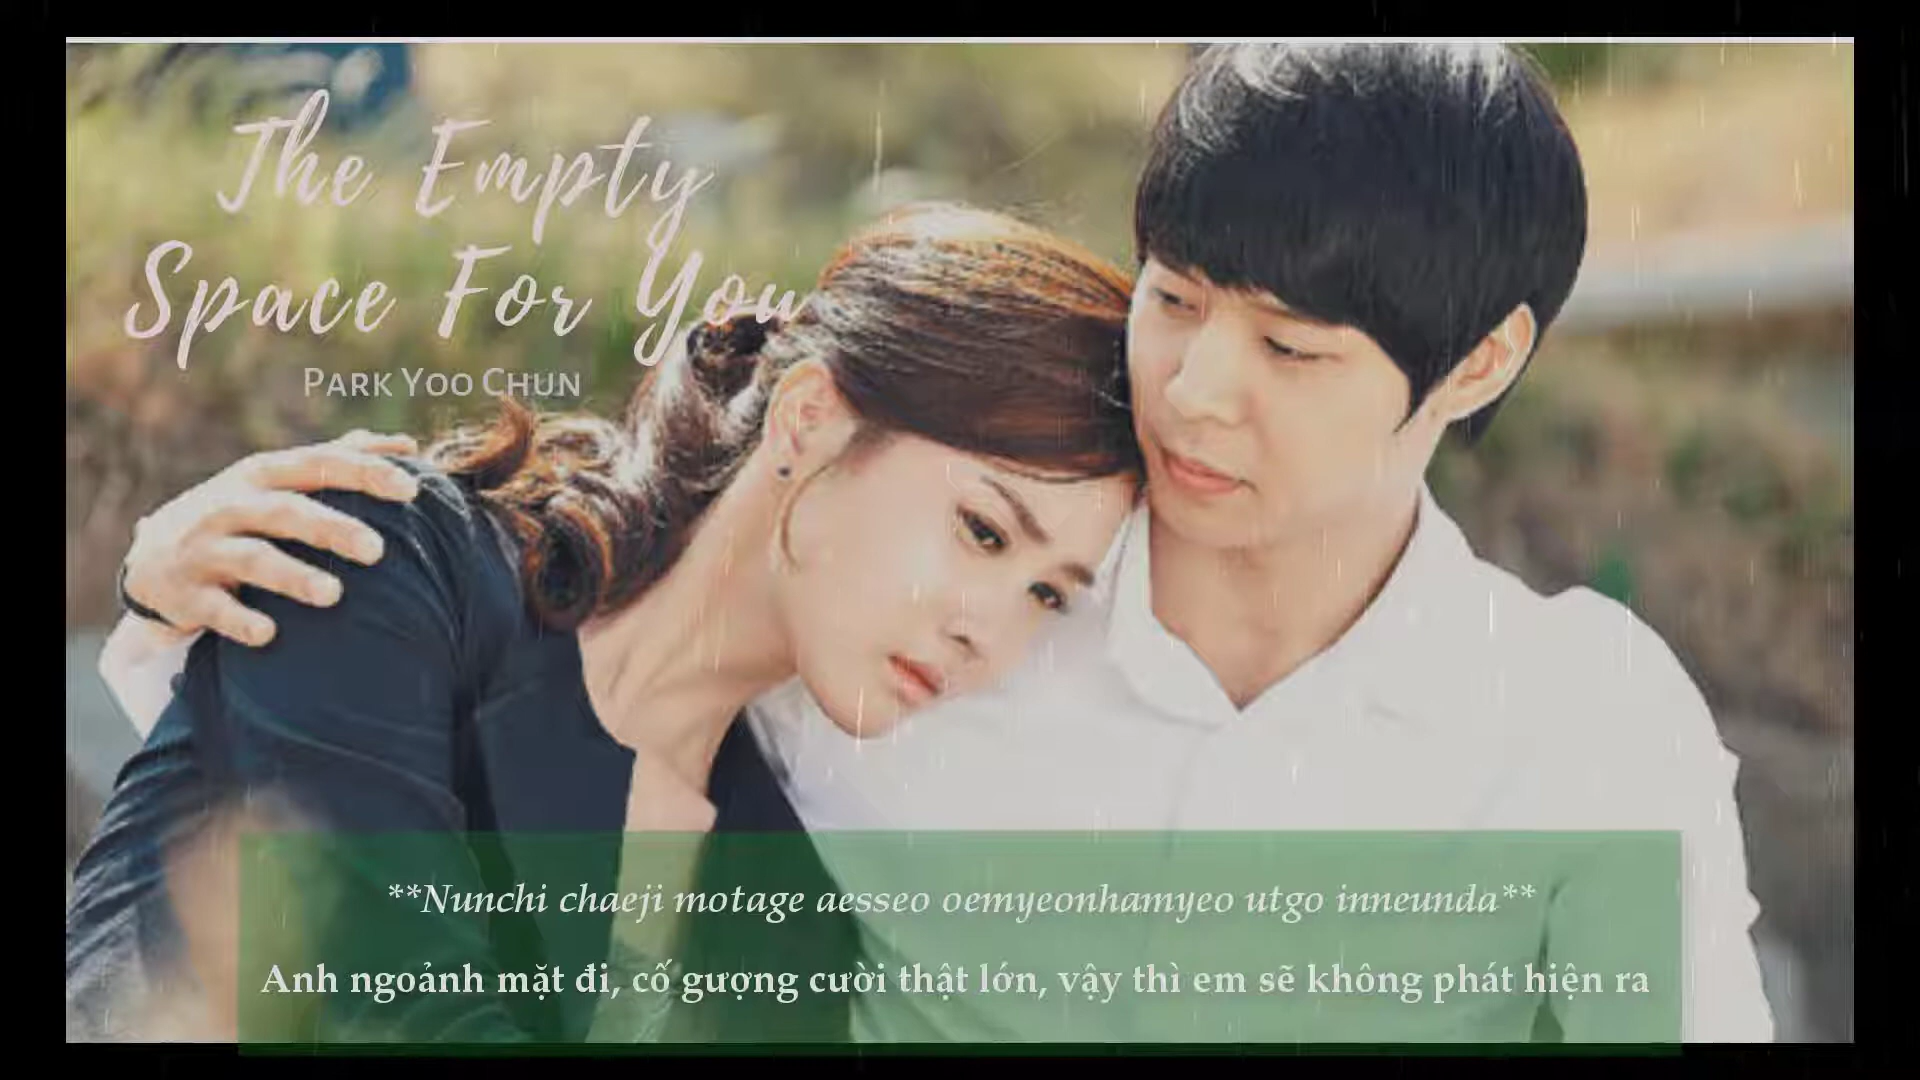 The Empty
Space For You
Park Yoo Chun
**Nunchi chaeji motage aesseo oemyeonhamyeo utgo inneunda**
Anh ngoảnh mặt đi, cố gượng cười thật lớn, vậy thì em sẽ không phát hiện ra